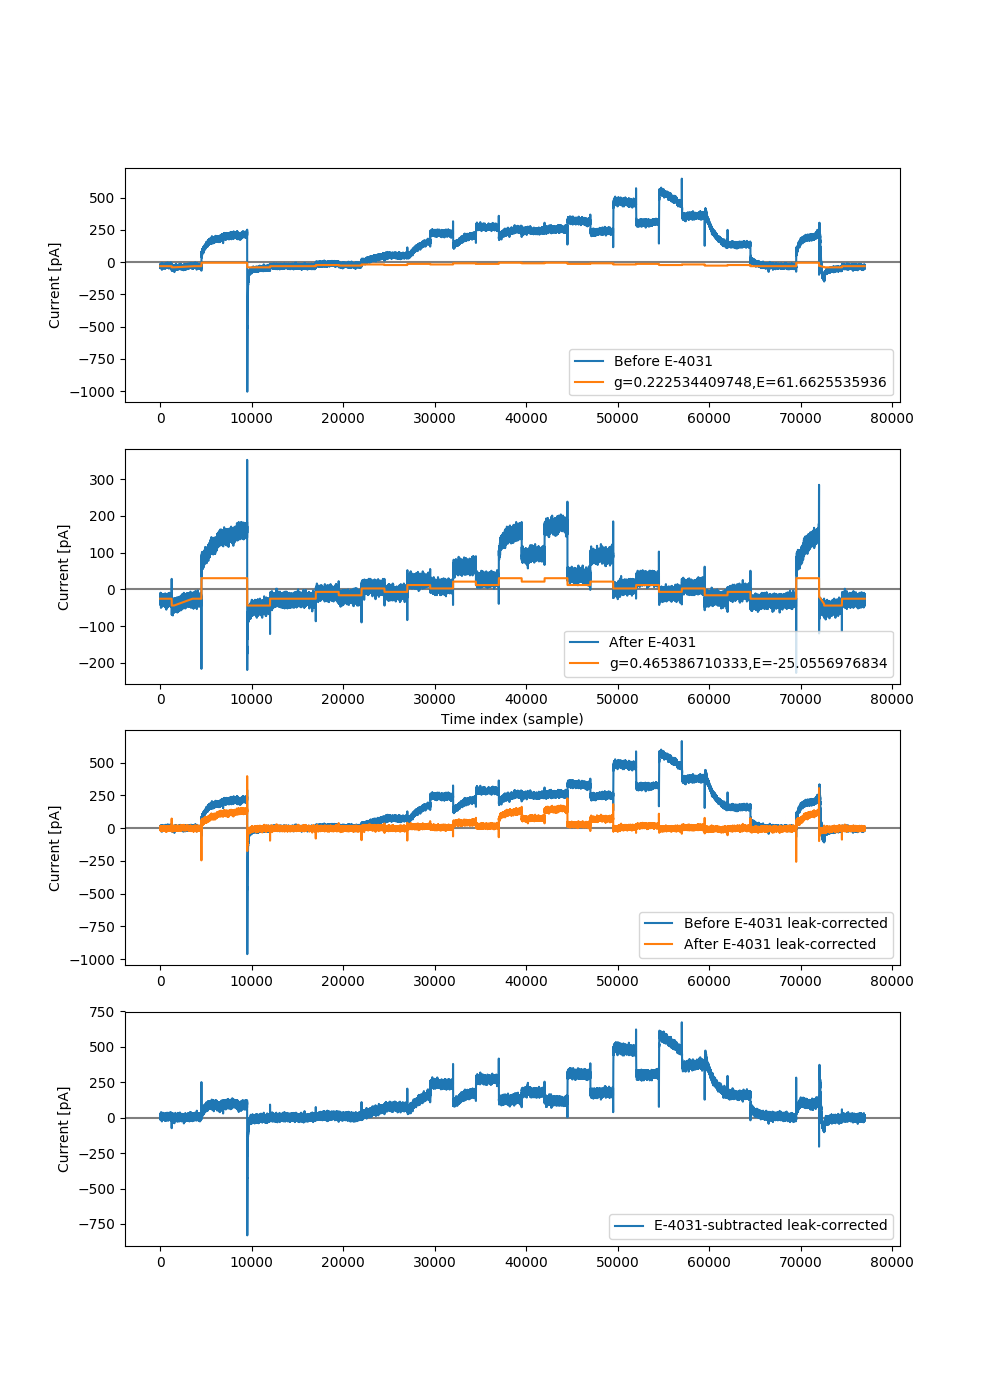 500
250
0
−250
−500
−750
−1000
Current [pA]
Before E-4031
g=0.222534409748,E=61.6625535936
0 10000 20000 30000 40000 50000 60000 70000 80000
300
200
100
0
−100
−200
Current [pA]
After E-4031
g=0.465386710333,E=-25.0556976834
0 10000 20000 30000 40000 50000 60000 70000 80000
Time index (sample)
500
250
0
−250
−500
−750
−1000
Current [pA]
Before E-4031 leak-corrected
After E-4031 leak-corrected
0 10000 20000 30000 40000 50000 60000 70000 80000
750
500
250
0
−250
−500
−750
Current [pA]
E-4031-subtracted leak-corrected
0 10000 20000 30000 40000 50000 60000 70000 80000